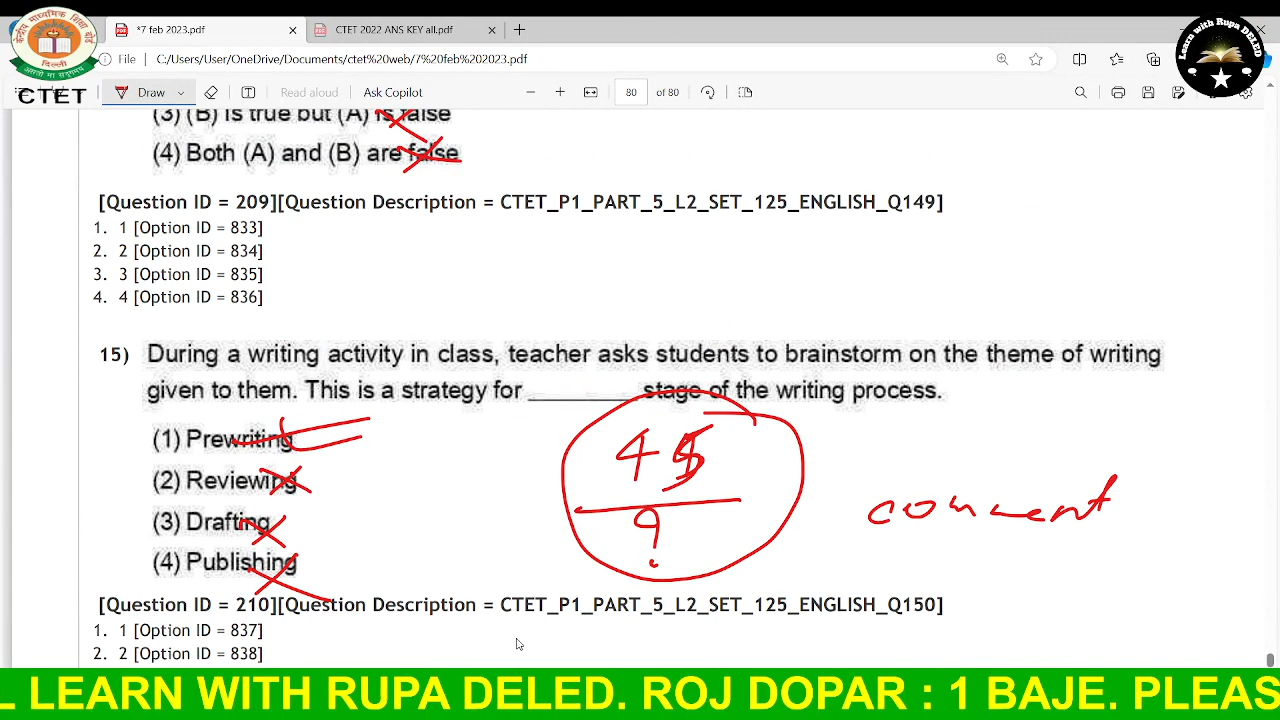 *7 feb 2023.pdf
CTET 2022 ANS KEY all.pdf
File C:/Users/User/OneDrive/Documents/ctet%20web/7%20feb%202023.pdf
Draw
Read aloud
Ask Copilot
80 of 80
CTET
Learn with Rupa DELED
(3) (B) is true but (A) is false
(4) Both (A) and (B) are false
[Question ID = 209][Question Description = CTET_P1_PART_5_L2_SET_125_ENGLISH_Q149]
1. 1 [Option ID = 833]
2. 2 [Option ID = 834]
3. 3 [Option ID = 835]
4. 4 [Option ID = 836]
15) During a writing activity in class, teacher asks students to brainstorm on the theme of writing
given to them. This is a strategy for ________ stage of the writing process.
(1) Prewriting
(2) Reviewing
(3) Drafting
(4) Publishing
comment
[Question ID = 210][Question Description = CTET_P1_PART_5_L2_SET_125_ENGLISH_Q150]
1. 1 [Option ID = 837]
2. 2 [Option ID = 838]
L LEARN WITH RUPA DELED. ROJ DOPAR : 1 BAJE. PLEAS